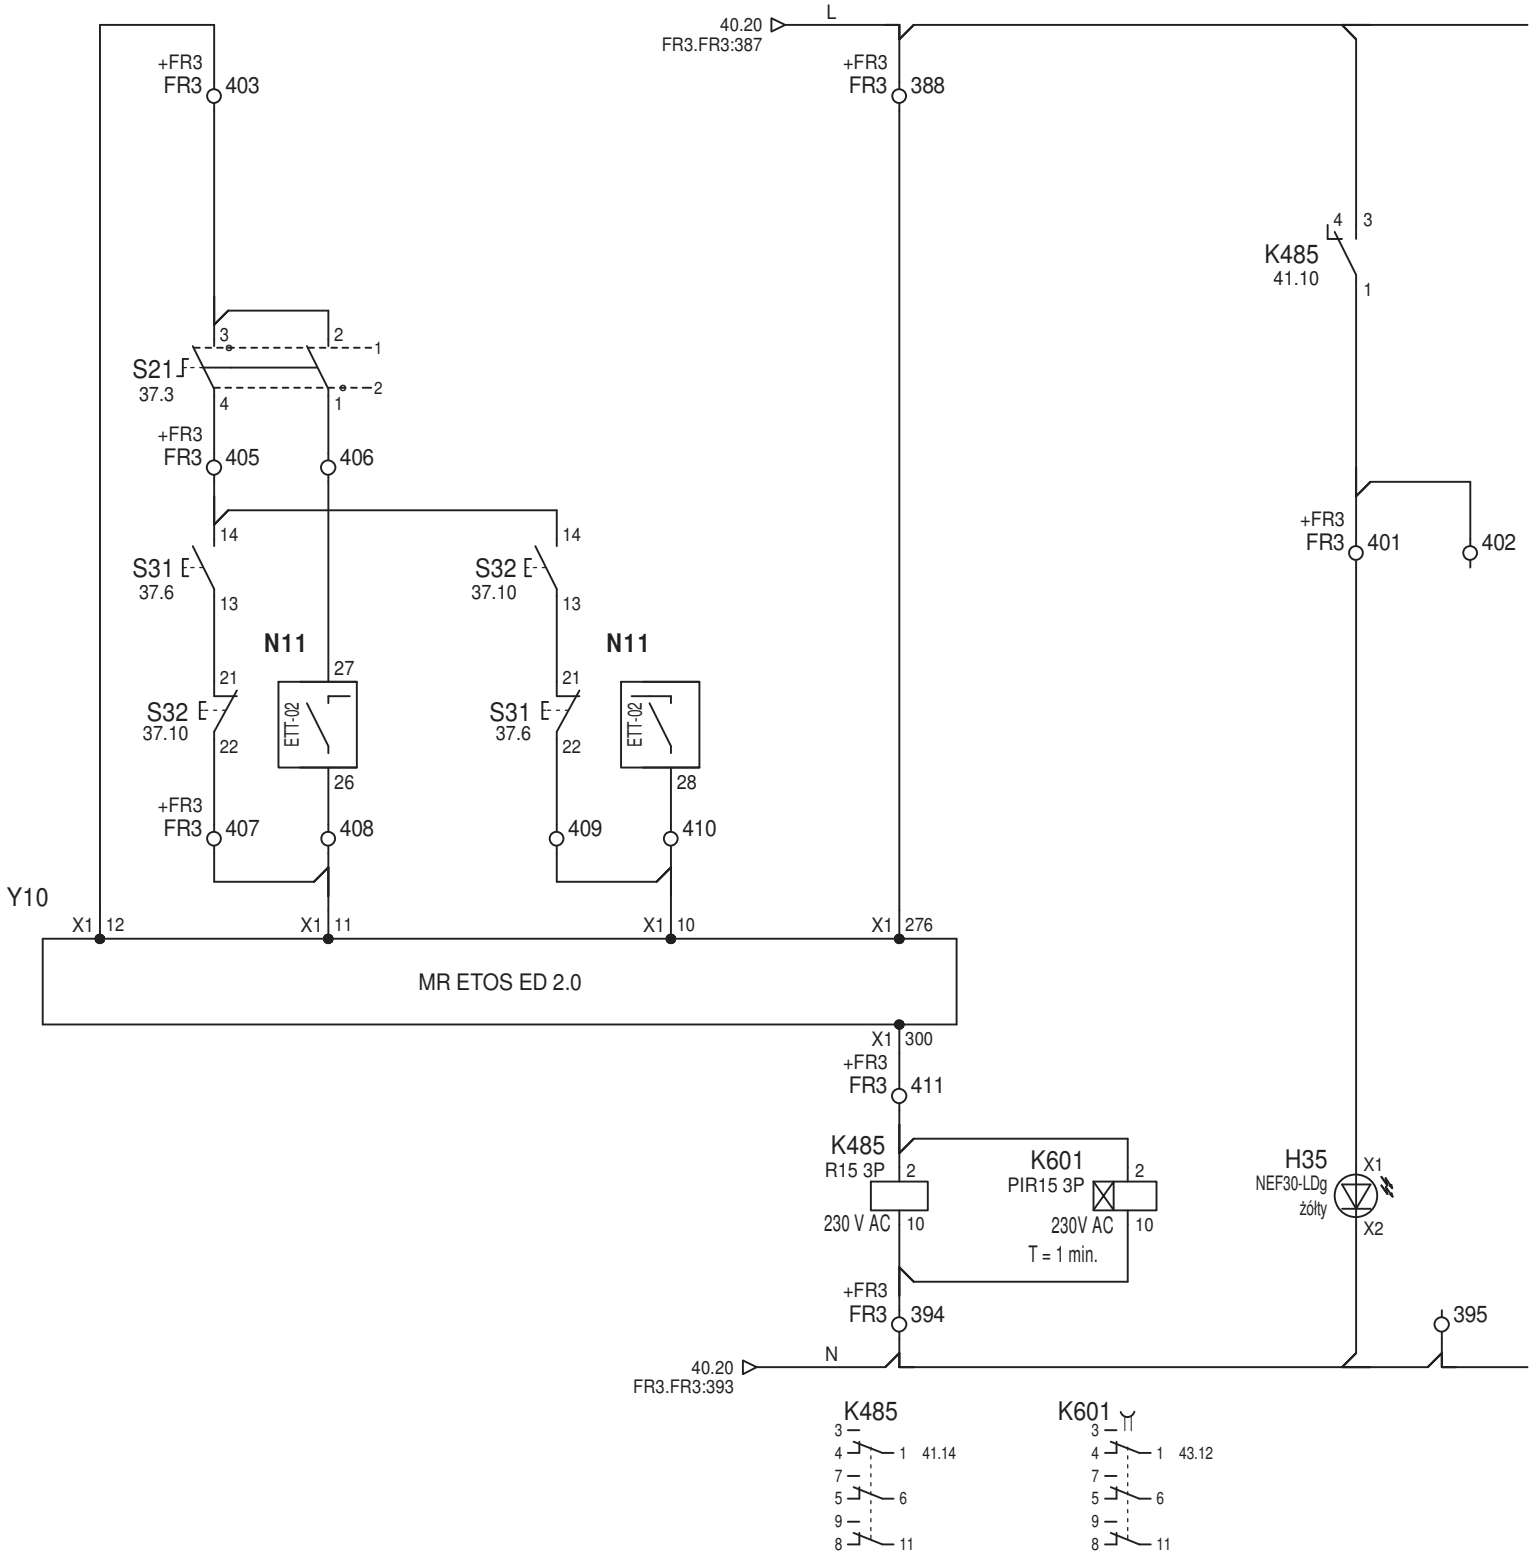 L
40.20
FR3.FR3:387
+FR3
FR3 403
+FR3
FR3 388
4 3
K485
41.10
1
3 2
1
S21
37.3
2
4 1
+FR3
FR3 405 406
+FR3
FR3 401 402
14 14
S31
37.6
13
S32
37.10
13
N11 N11
27
21 21
S32
37.10
22
ETT-02
S31
37.6
22
ETT-02
26 28
+FR3
FR3 407 408 409 410
Y10
X1 12 X1 11 X1 10 X1 276
MR ETOS ED 2.0
X1 300
+FR3
FR3 411
K485
R15 3P 2
230 V AC 10
K601
PIR15 3P 2
230V AC 10
T = 1 min.
H35 X1
NEF30-LDg
żółty
X2
+FR3
FR3 394
395
N
40.20
FR3.FR3:393
K485
3
4 1 41.14
7
5 6
9
8 11
K601
3
4 1 43.12
7
5 6
9
8 11